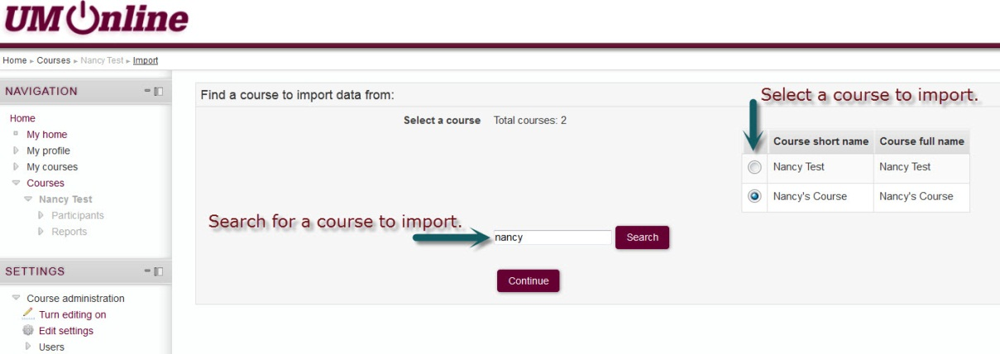 UM Online
Home ▸ Courses ▸ Nancy Test ▸ Import
NAVIGATION
Home
My home
My profile
My courses
Courses
Nancy Test
Participants
Reports
SETTINGS
Course administration
Turn editing on
Edit settings
Users
Find a course to import data from:
Select a course Total courses: 2
Select a course to import.
Course short name Course full name
Nancy Test Nancy Test
Nancy's Course Nancy's Course
Search for a course to import.
nancy Search
Continue